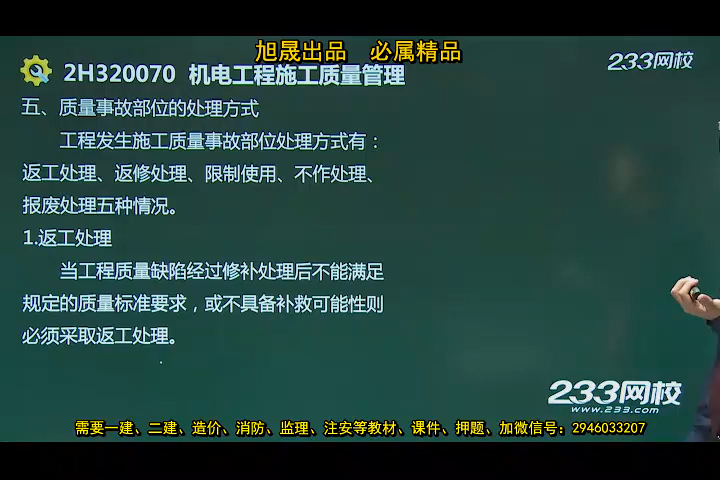 旭晟出品 必属精品
233网校
2H320070 机电工程施工质量管理
五、质量事故部位的处理方式
工程发生施工质量事故部位处理方式有：
返工处理、返修处理、限制使用、不作处理、
报废处理五种情况。
1.返工处理
当工程质量缺陷经过修补处理后不能满足
规定的质量标准要求，或不具备补救可能性则
必须采取返工处理。
233网校
www.233.com
需要一建、二建、造价、消防、监理、注安等教材、课件、押题、加微信号：2946033207